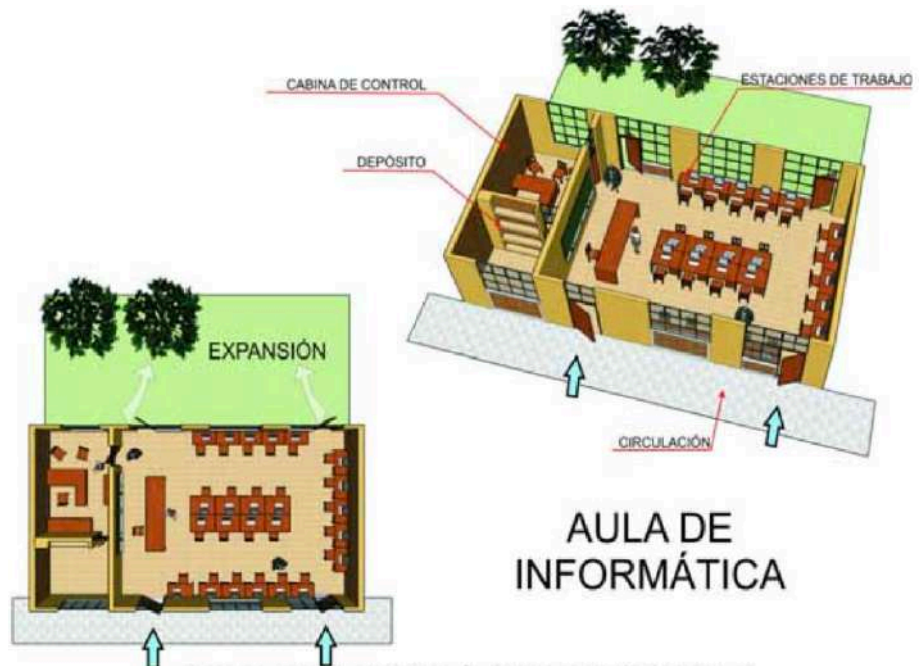 CABINA DE CONTROL
ESTACIONES DE TRABAJO
DEPÓSITO
EXPANSIÓN
CIRCULACIÓN
AULA DE
INFORMÁTICA